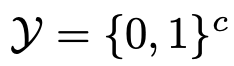 𝒴 = {0, 1}ᶜ